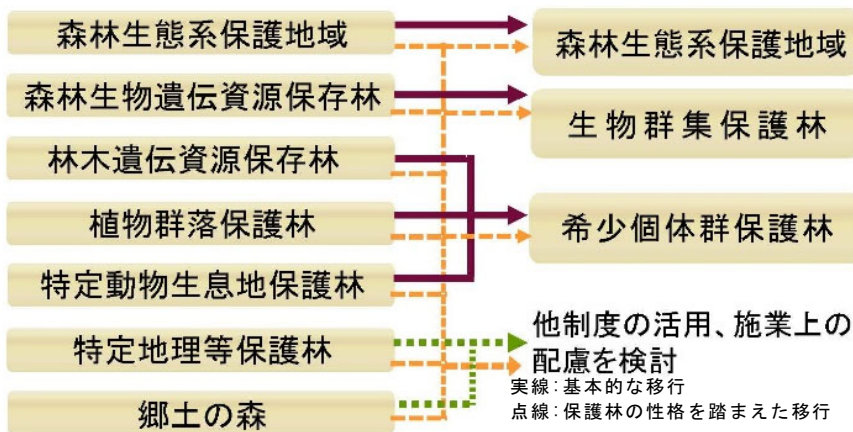 森林生態系保護地域
森林生物遺伝資源保存林
林木遺伝資源保存林
植物群落保護林
特定動物生息地保護林
特定地理等保護林
郷土の森
森林生態系保護地域
生物群集保護林
希少個体群保護林
他制度の活用、施業上の
配慮を検討
実線:基本的な移行
点線:保護林の性格を踏まえた移行